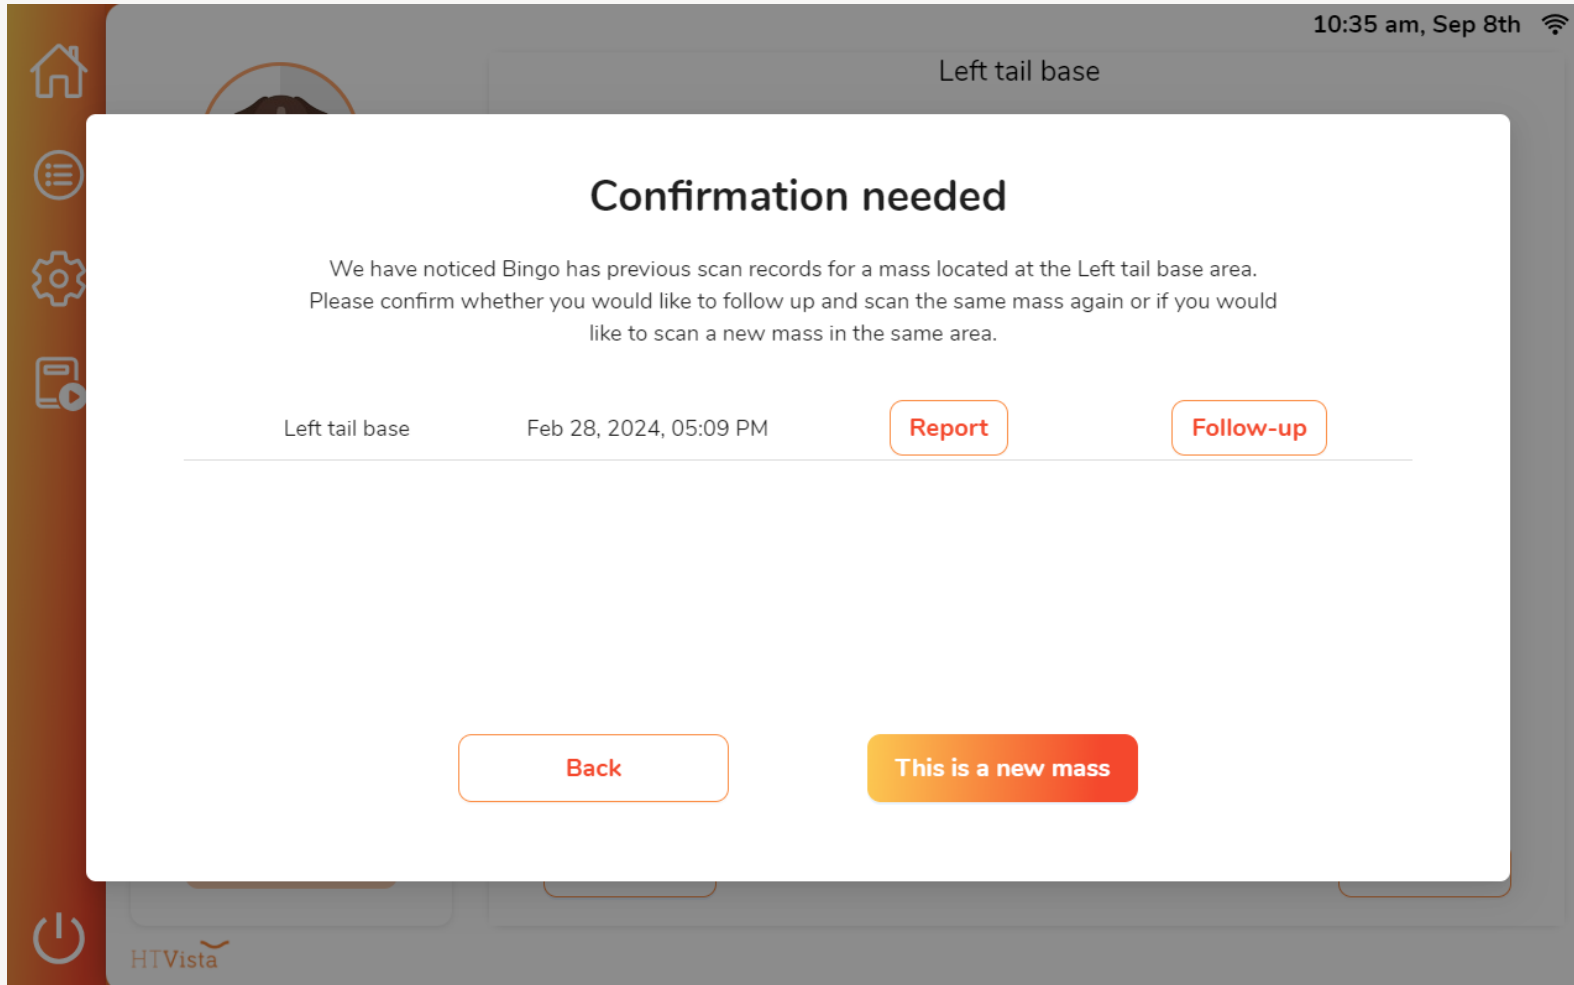 10:35 am, Sep 8th
Left tail base
Confirmation needed
We have noticed Bingo has previous scan records for a mass located at the Left tail base area.
Please confirm whether you would like to follow up and scan the same mass again or if you would
like to scan a new mass in the same area.
Left tail base Feb 28, 2024, 05:09 PM Report Follow-up
Back This is a new mass
HTVista